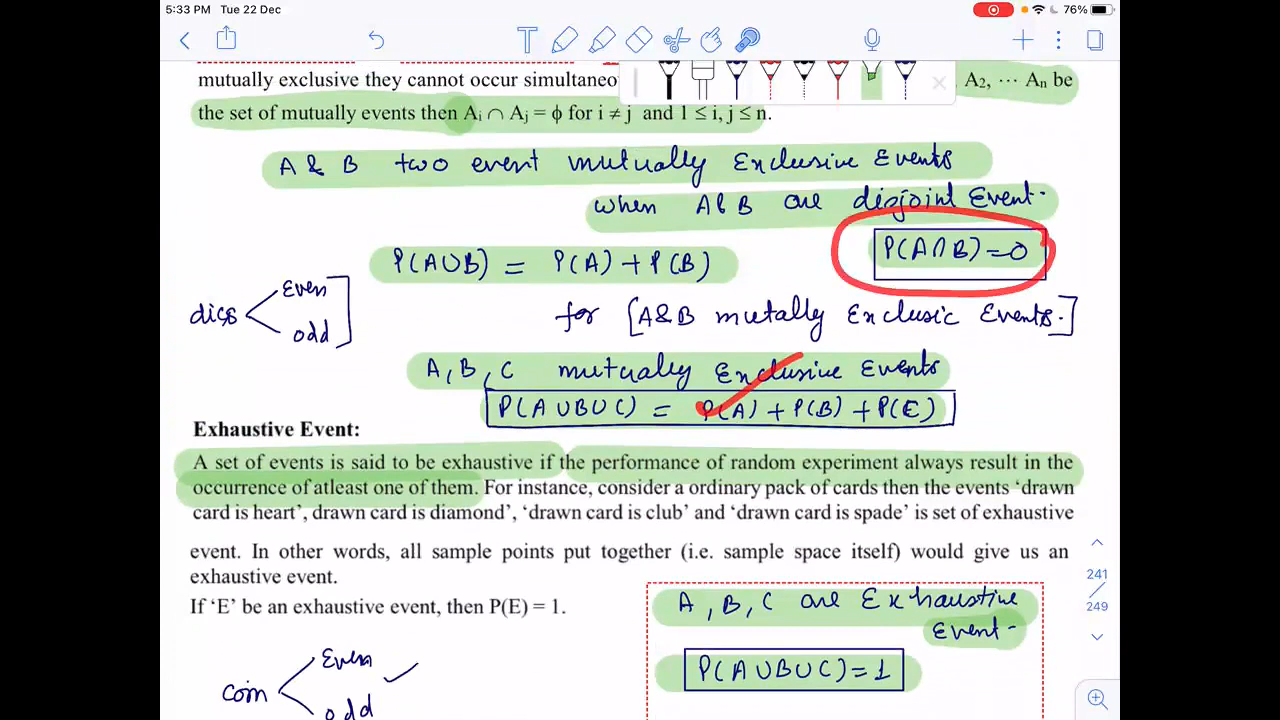 5:33 PM Tue 22 Dec
76%
mutually exclusive they cannot occur simultaneo A₂, ⋯ Aₙ be
the set of mutually events then Aᵢ ∩ Aⱼ = ϕ for i ≠ j and 1 ≤ i, j ≤ n.
A & B two event mutually Exclusive Events
when A & B are disjoint Event.
P(A∪B) = P(A) + P(B)
P(A∩B) = 0
dics
Even
odd
for [A&B mutally Exclusic Events.]
A, B, C mutually Exclusive Events
P(A∪B∪C) = P(A) + P(B) + P(C)
Exhaustive Event:
A set of events is said to be exhaustive if the performance of random experiment always result in the
occurrence of atleast one of them. For instance, consider a ordinary pack of cards then the events ‘drawn
card is heart’, drawn card is diamond’, ‘drawn card is club’ and ‘drawn card is spade’ is set of exhaustive
event. In other words, all sample points put together (i.e. sample space itself) would give us an
exhaustive event.
If ‘E’ be an exhaustive event, then P(E) = 1.
A, B, C are Exhaustive
Event-
P(A∪B∪C) = 1
coin
Even
odd
241
249